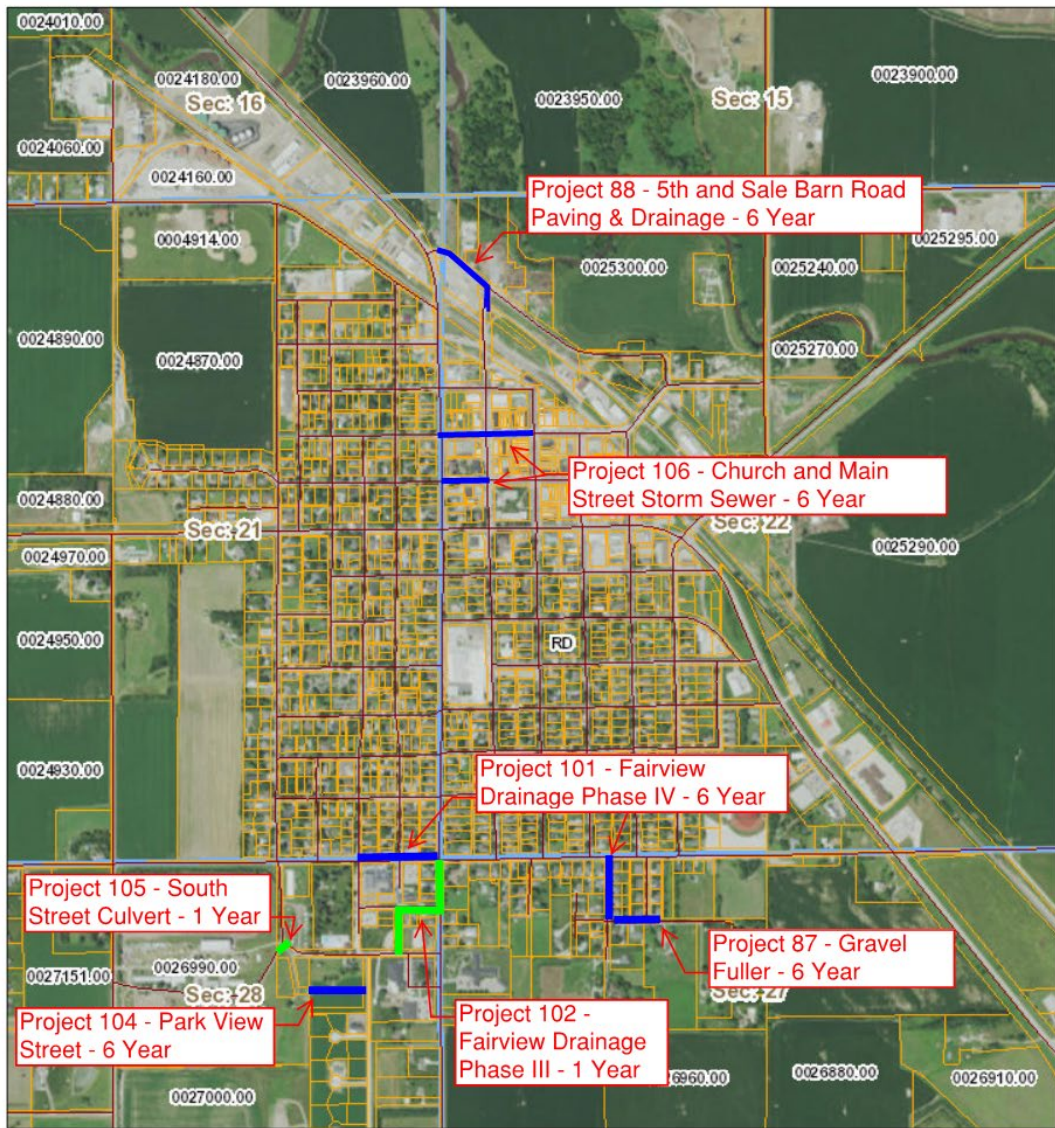 0024010.00
0024180.00
0023960.00
0023950.00
0023900.00
Sec: 16
Sec: 15
0024060.00
0024160.00
Project 88 - 5th and Sale Barn Road
Paving & Drainage - 6 Year
0004914.00
0025295.00
0025300.00
0025240.00
0024890.00
0024870.00
0025270.00
Project 106 - Church and Main
Street Storm Sewer - 6 Year
0024880.00
Sec: 21
Sec: 22
0024970.00
0025290.00
0024950.00
RD
0024930.00
Project 101 - Fairview
Drainage Phase IV - 6 Year
Project 105 - South
Street Culvert - 1 Year
Project 87 - Gravel
Fuller - 6 Year
0027151.00
0026990.00
Sec: 28
Sec: 27
Project 104 - Park View
Street - 6 Year
Project 102 -
Fairview Drainage
Phase III - 1 Year
26960.00
0026880.00
0026910.00
0027000.00